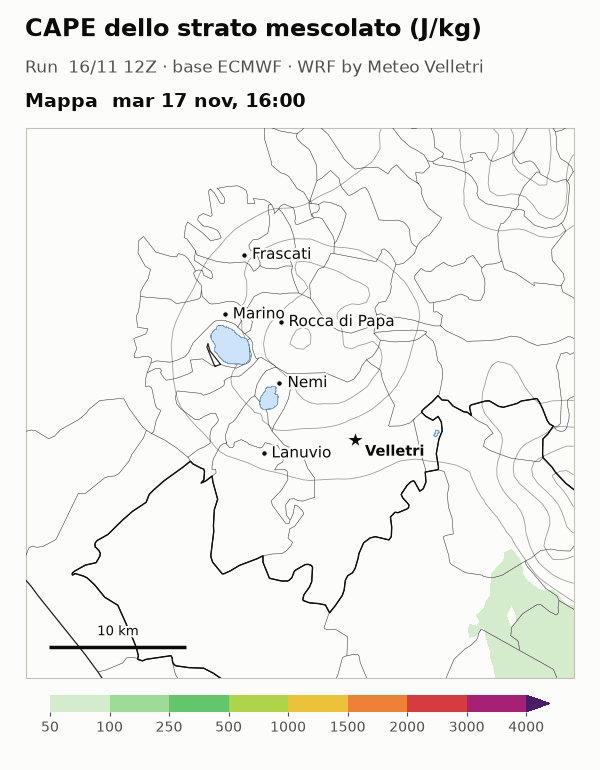 CAPE dello strato mescolato (J/kg)
Run  16/11 12Z · base ECMWF · WRF by Meteo Velletri
Mappa  mar 17 nov, 16:00
Frascati
Marino
Rocca di Papa
Nemi
Velletri
Lanuvio
10 km
50 100 250 500 1000 1500 2000 3000 4000